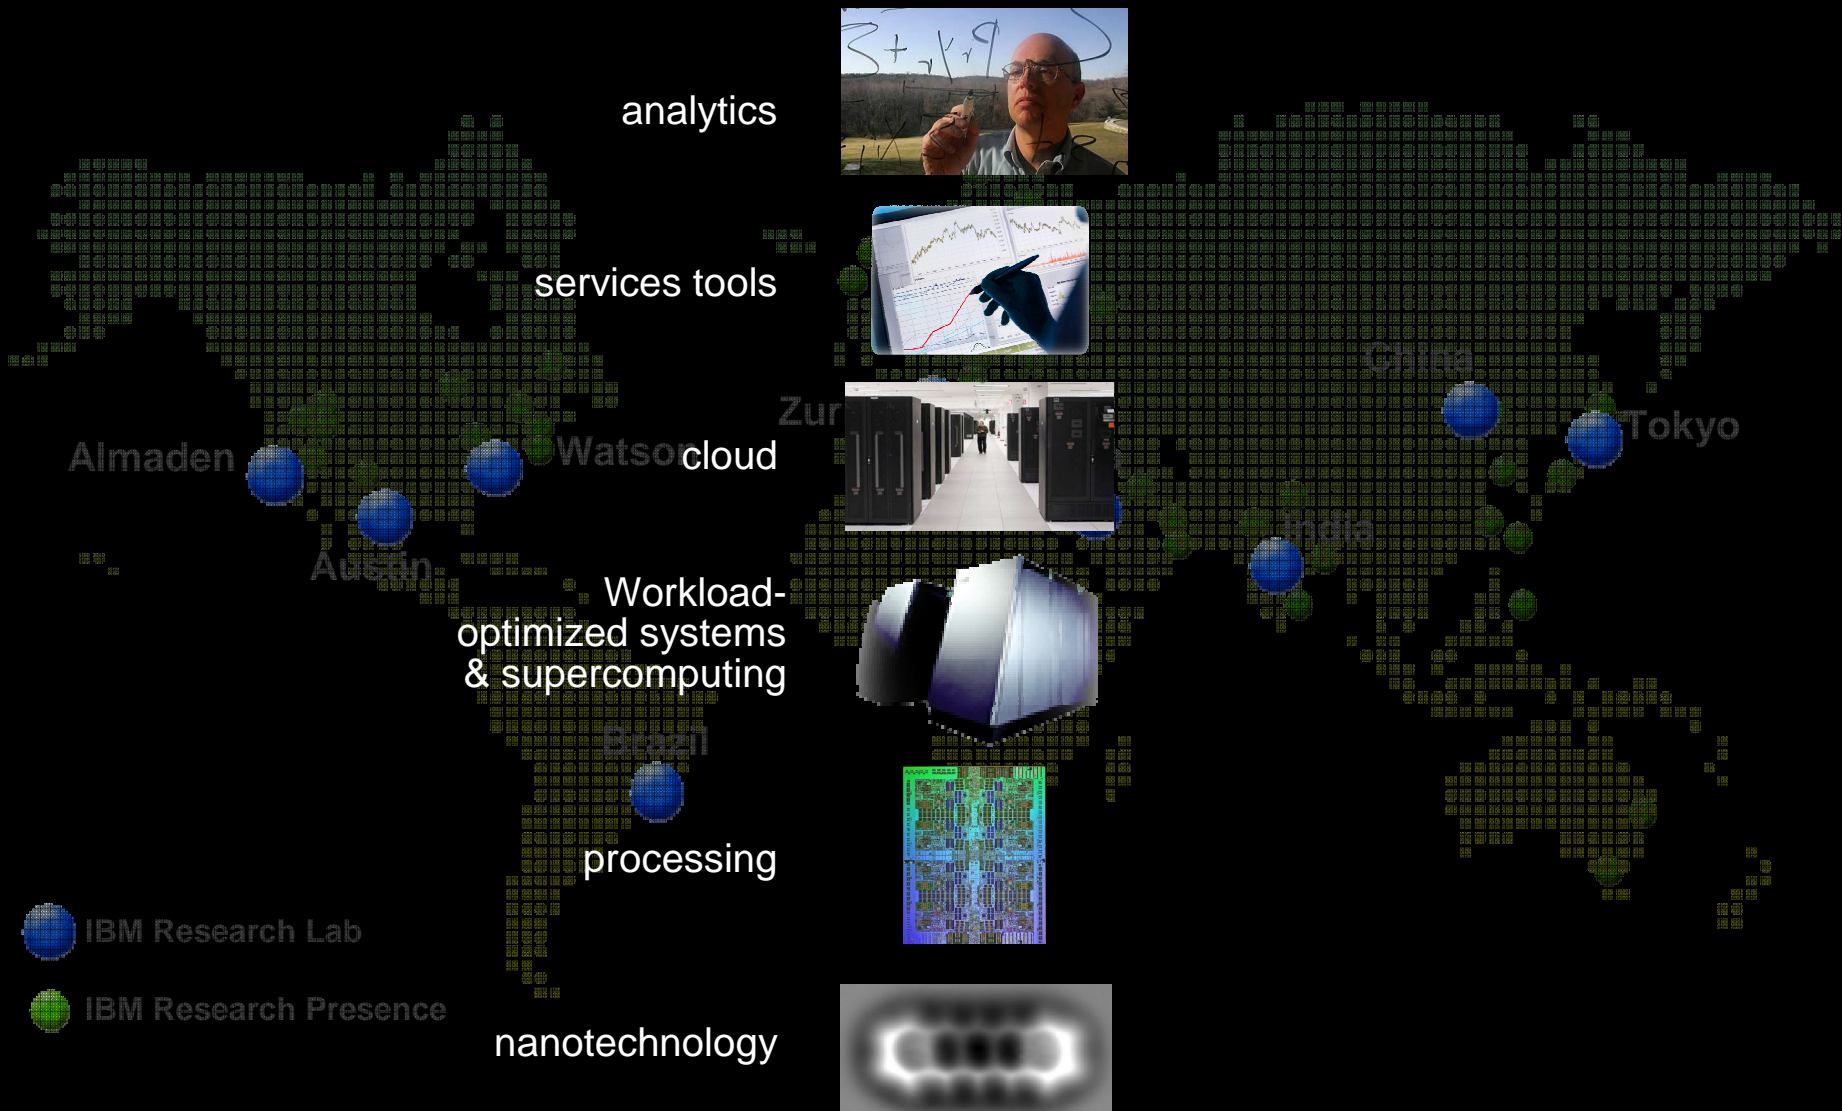 analytics
services tools
China
Zur
Tokyo
Almaden
Watson
cloud
India
Austin
Workload-
optimized systems
& supercomputing
Brazil
processing
IBM Research Lab
IBM Research Presence
nanotechnology